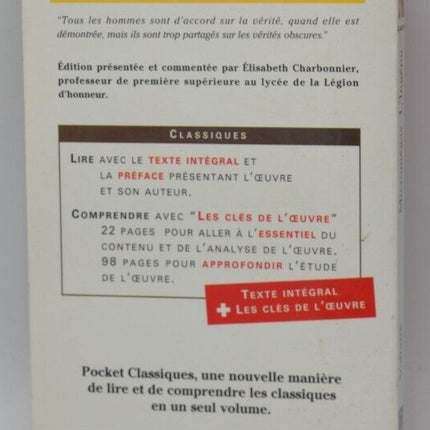 "Tous les hommes sont d'accord sur la vérité, quand elle est
démontrée, mais ils sont trop partagés sur les vérités obscures."
Édition présentée et commentée par Élisabeth Charbonnier,
professeur de première supérieure au lycée de la Légion
d'honneur.
CLASSIQUES
LIRE AVEC LE TEXTE INTÉGRAL ET
LA PRÉFACE PRÉSENTANT L'ŒUVRE
ET SON AUTEUR.
COMPRENDRE AVEC "LES CLÉS DE L'ŒUVRE"
22 PAGES POUR ALLER À L'ESSENTIEL DU
CONTENU ET DE L'ANALYSE DE L'ŒUVRE.
98 PAGES POUR APPROFONDIR L'ÉTUDE
DE L'ŒUVRE.
TEXTE INTÉGRAL
+ LES CLÉS DE L'ŒUVRE
Pocket Classiques, une nouvelle manière
de lire et de comprendre les classiques
en un seul volume.